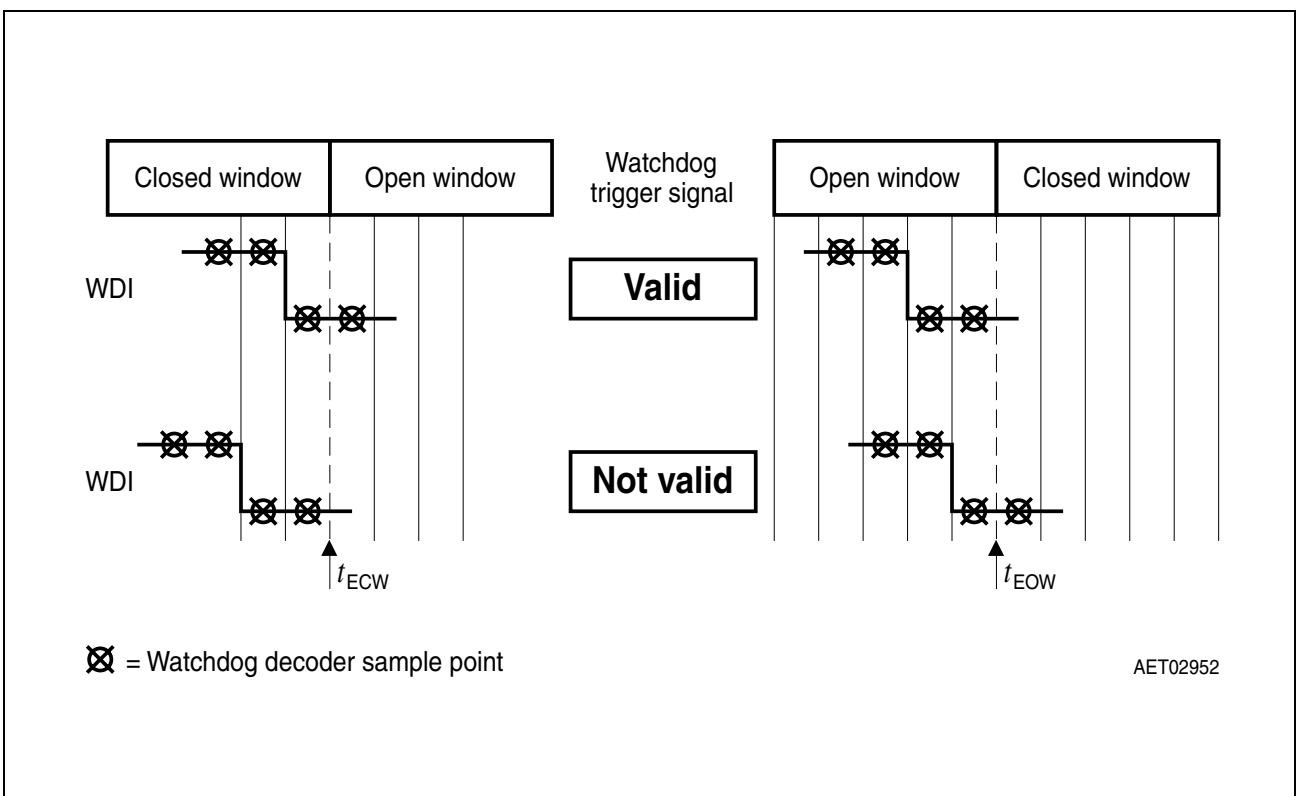 Closed window
Open window
Watchdog
trigger signal
Open window
Closed window
WDI
Valid
WDI
Not valid
tECW
tEOW
= Watchdog decoder sample point
AET02952